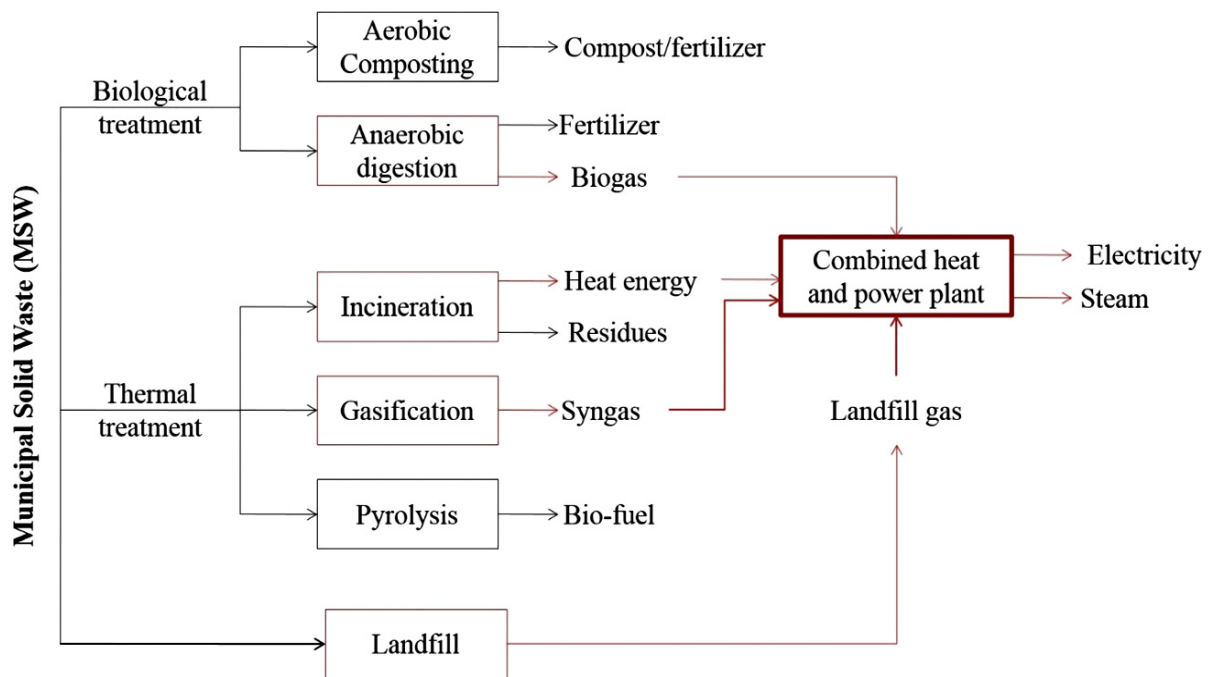 Municipal Solid Waste (MSW)
Biological
treatment
Aerobic
Composting
Compost/fertilizer
Anaerobic
digestion
Fertilizer
Biogas
Thermal
treatment
Incineration
Heat energy
Residues
Gasification
Syngas
Pyrolysis
Bio-fuel
Landfill
Landfill gas
Combined heat
and power plant
Electricity
Steam